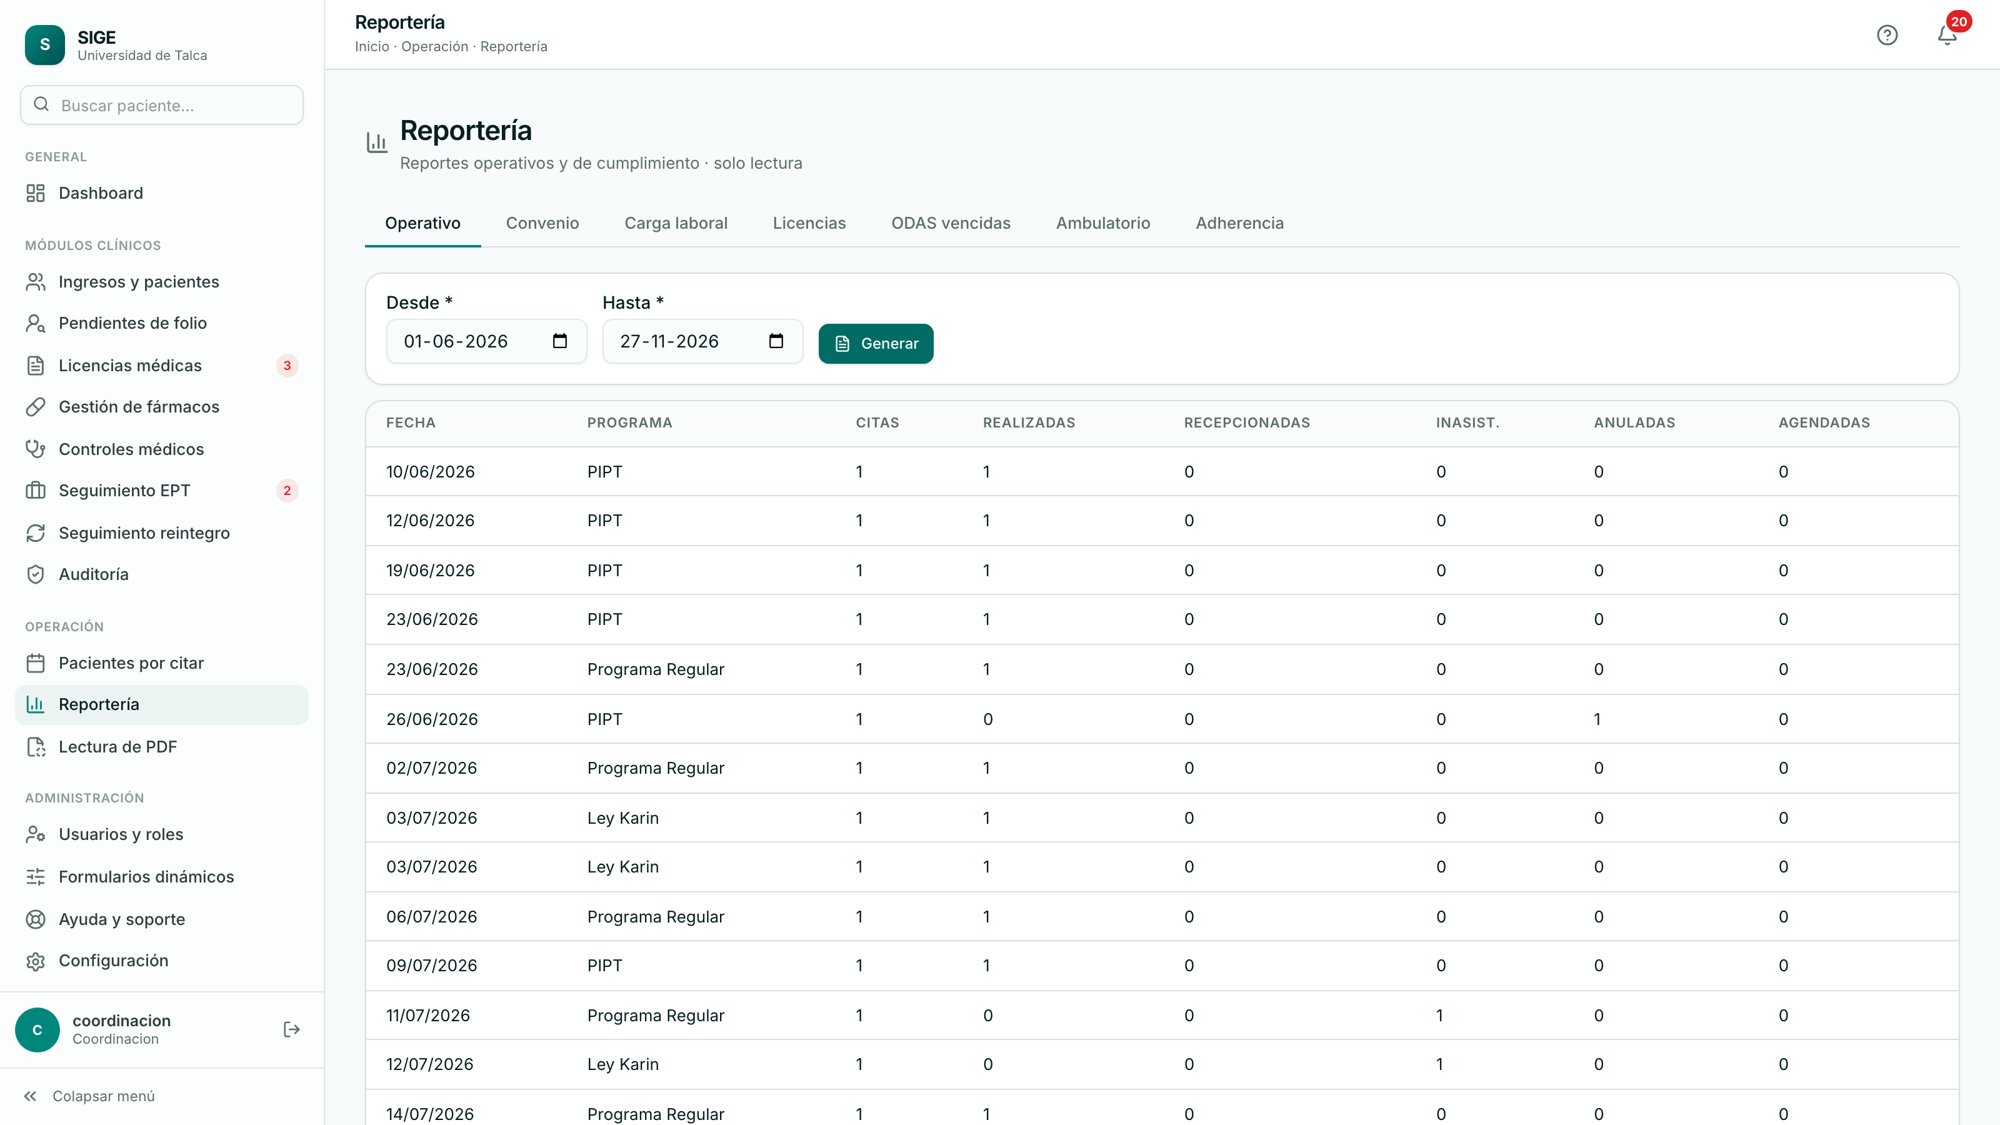 S
SIGE
Universidad de Talca
Buscar paciente...
GENERAL
Dashboard
MÓDULOS CLÍNICOS
Ingresos y pacientes
Pendientes de folio
Licencias médicas 3
Gestión de fármacos
Controles médicos
Seguimiento EPT 2
Seguimiento reintegro
Auditoría
OPERACIÓN
Pacientes por citar
Reportería
Lectura de PDF
ADMINISTRACIÓN
Usuarios y roles
Formularios dinámicos
Ayuda y soporte
Configuración
C
coordinacion
Coordinacion
Colapsar menú
Reportería
Inicio · Operación · Reportería
20
Reportería
Reportes operativos y de cumplimiento · solo lectura
Operativo Convenio Carga laboral Licencias ODAS vencidas Ambulatorio Adherencia
Desde * Hasta *
01-06-2026 27-11-2026 Generar
FECHA PROGRAMA CITAS REALIZADAS RECEPCIONADAS INASIST. ANULADAS AGENDADAS
10/06/2026 PIPT 1 1 0 0 0 0
12/06/2026 PIPT 1 1 0 0 0 0
19/06/2026 PIPT 1 1 0 0 0 0
23/06/2026 PIPT 1 1 0 0 0 0
23/06/2026 Programa Regular 1 1 0 0 0 0
26/06/2026 PIPT 1 0 0 0 1 0
02/07/2026 Programa Regular 1 1 0 0 0 0
03/07/2026 Ley Karin 1 1 0 0 0 0
03/07/2026 Ley Karin 1 1 0 0 0 0
06/07/2026 Programa Regular 1 1 0 0 0 0
09/07/2026 PIPT 1 1 0 0 0 0
11/07/2026 Programa Regular 1 0 0 1 0 0
12/07/2026 Ley Karin 1 0 0 1 0 0
14/07/2026 Programa Regular 1 1 0 0 0 0